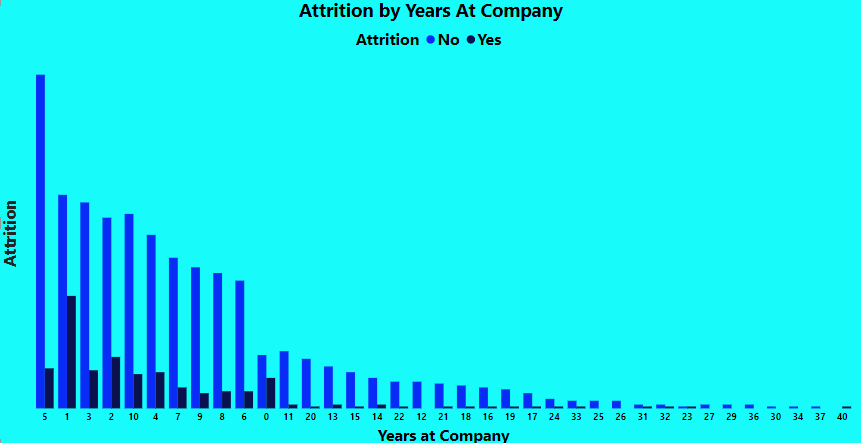 Attrition by Years At Company
Attrition No Yes
Attrition
5 1 3 2 10 4 7 9 8 6 0 11 20 13 15 14 22 12 21 18 16 19 17 24 33 25 26 31 32 23 27 29 36 30 34 37 40
Years at Company